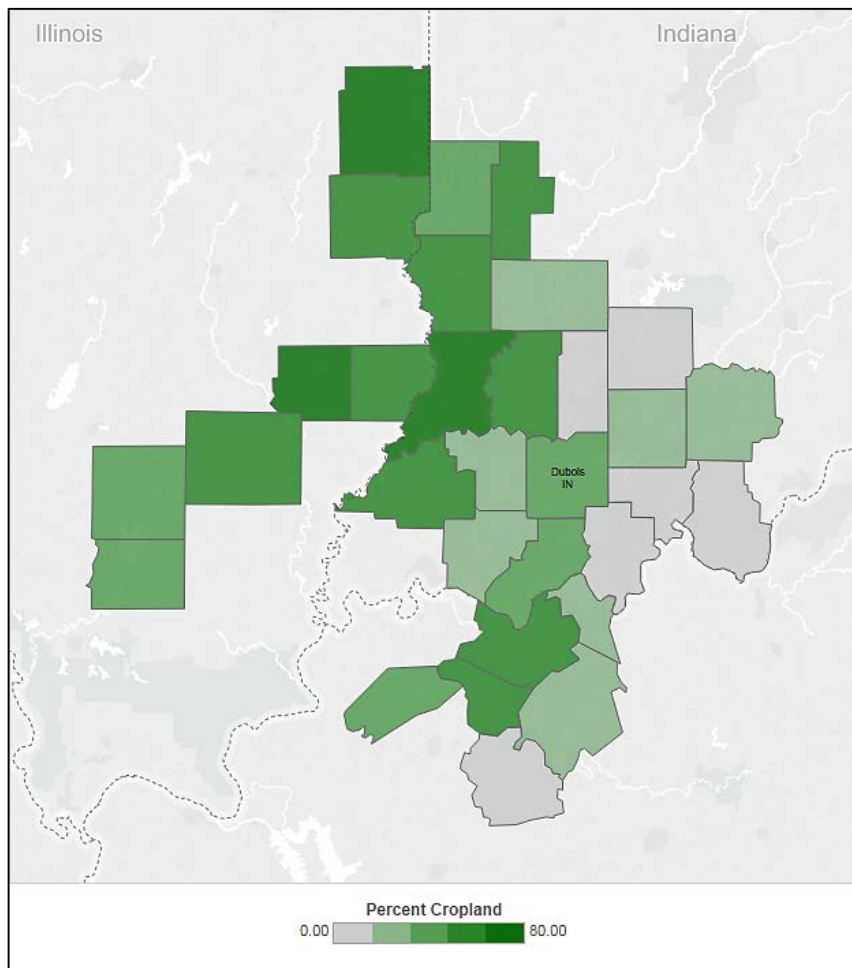 Illinois
Indiana
Dubois
IN
Percent Cropland
0.00
80.00